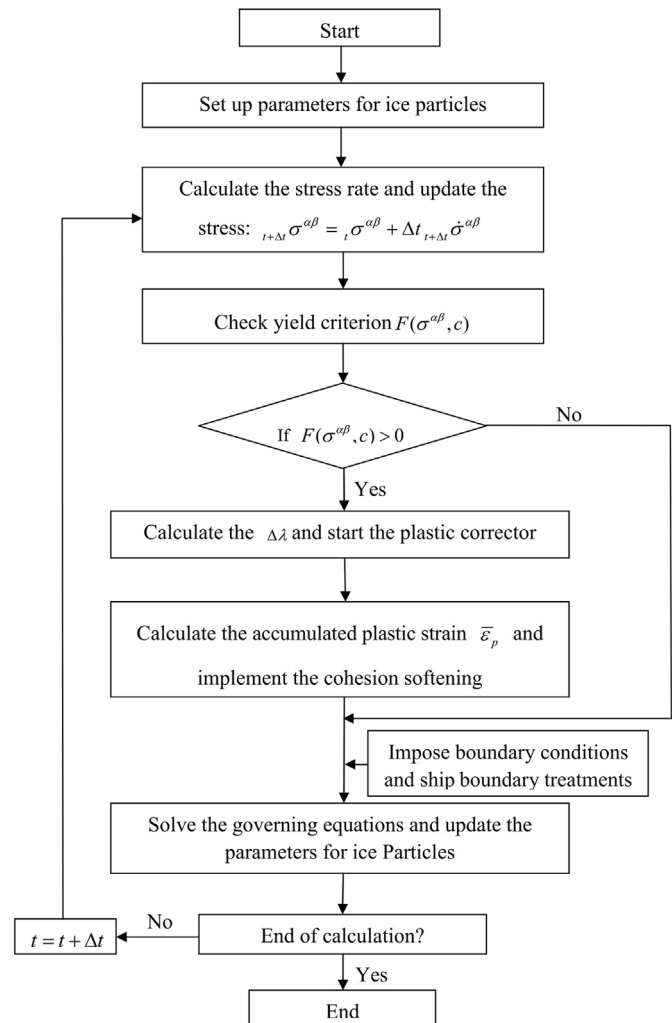 Start
Set up parameters for ice particles
Calculate the stress rate and update the
stress: ₜ₊Δₜσ^{αβ} = ₜσ^{αβ} + Δt ₜ₊Δₜσ̇^{αβ}
Check yield criterion F(σ^{αβ}, c)
If F(σ^{αβ}, c) > 0
No
Yes
Calculate the Δλ and start the plastic corrector
Calculate the accumulated plastic strain ε̅ₚ and
implement the cohesion softening
Impose boundary conditions
and ship boundary treatments
Solve the governing equations and update the
parameters for ice Particles
No
t = t + Δt
End of calculation?
Yes
End